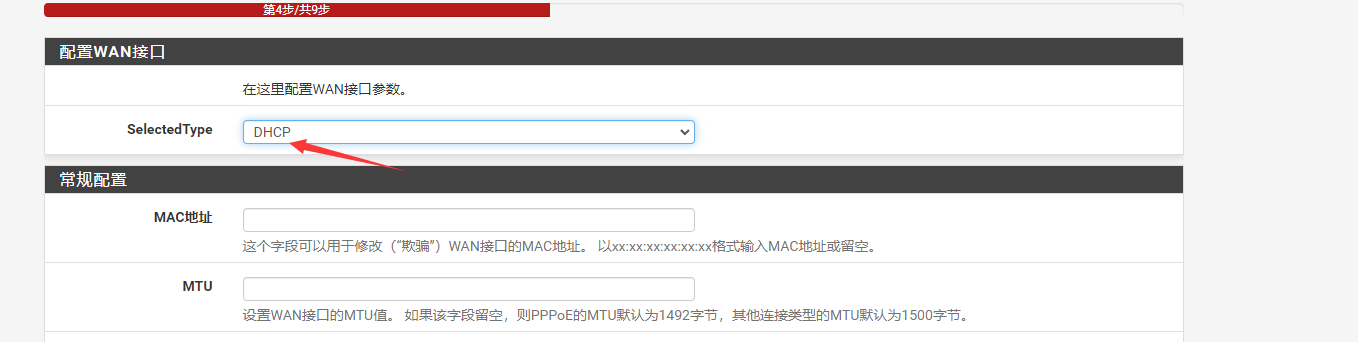 第4步/共9步
配置WAN接口
在这里配置WAN接口参数。
SelectedType
DHCP
常规配置
MAC地址
这个字段可以用于修改（“欺骗”）WAN接口的MAC地址。 以xx:xx:xx:xx:xx:xx格式输入MAC地址或留空。
MTU
设置WAN接口的MTU值。 如果该字段留空，则PPPoE的MTU默认为1492字节，其他连接类型的MTU默认为1500字节。